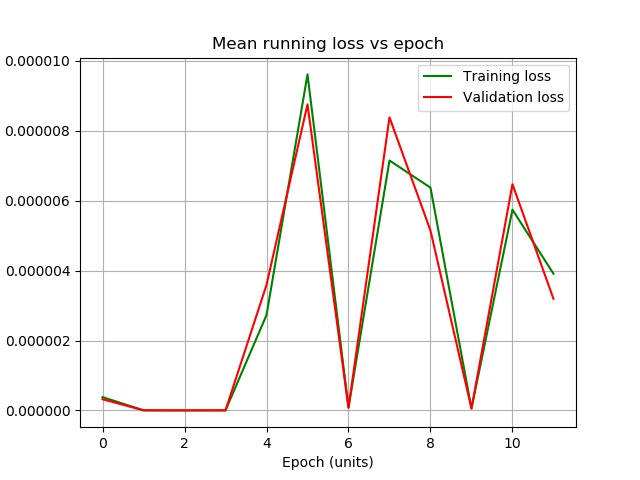 Mean running loss vs epoch
Training loss
Validation loss
0.000010
0.000008
0.000006
0.000004
0.000002
0.000000
0 2 4 6 8 10
Epoch (units)